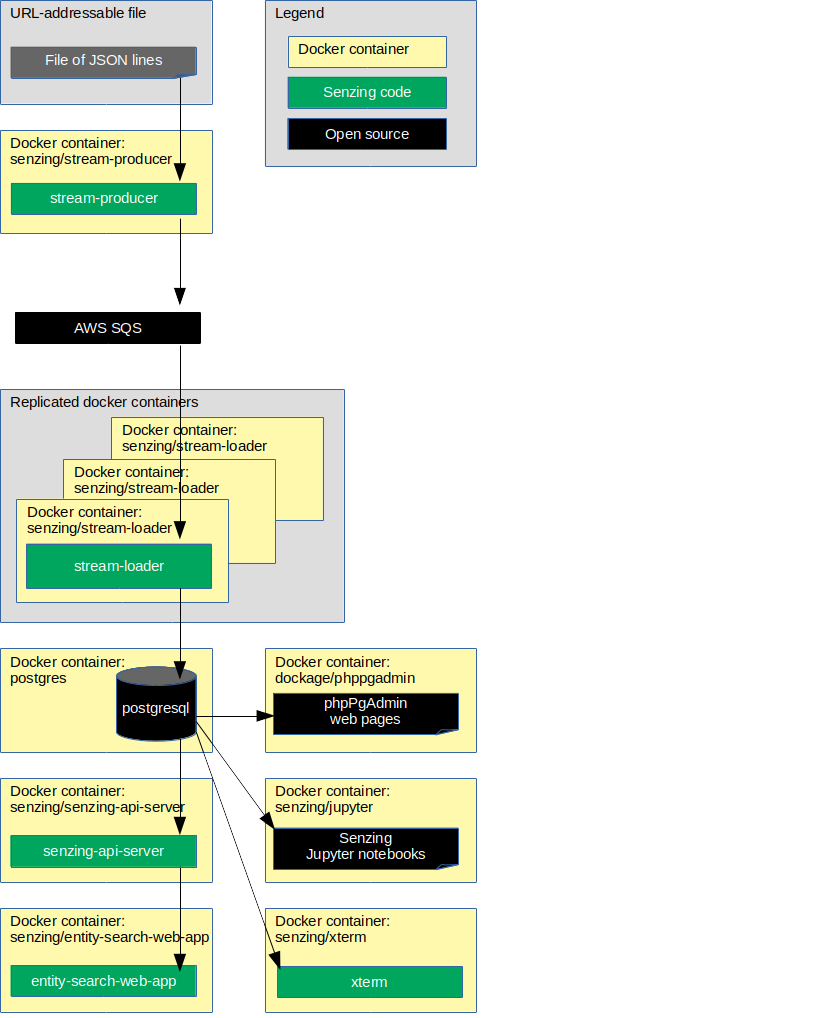 URL-addressable file
File of JSON lines
Legend
Docker container
Senzing code
Open source
Docker container:
senzing/stream-producer
stream-producer
AWS SQS
Replicated docker containers
Docker container:
senzing/stream-loader
Docker container:
senzing/stream-loader
Docker container:
senzing/stream-loader
stream-loader
Docker container:
postgres
postgresql
Docker container:
dockage/phppgadmin
phpPgAdmin
web pages
Docker container:
senzing/senzing-api-server
senzing-api-server
Docker container:
senzing/jupyter
Senzing
Jupyter notebooks
Docker container:
senzing/entity-search-web-app
entity-search-web-app
Docker container:
senzing/xterm
xterm